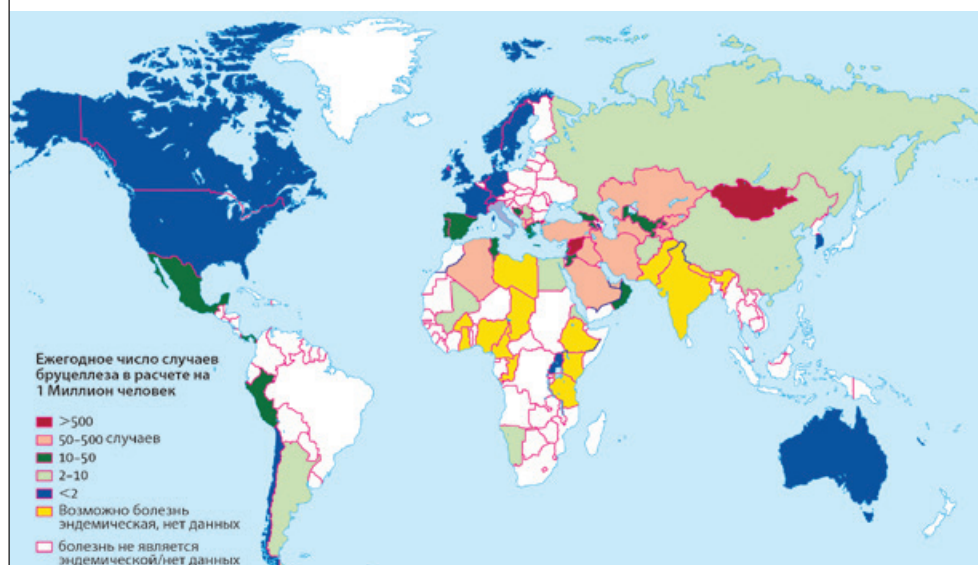 Ежегодное число случаев
бруцеллеза в расчете на
1 Миллион человек
>500
50-500 случаев
10-50
2-10
<2
Возможно болезнь
эндемическая, нет данных
болезнь не является
эндемической/нет данных